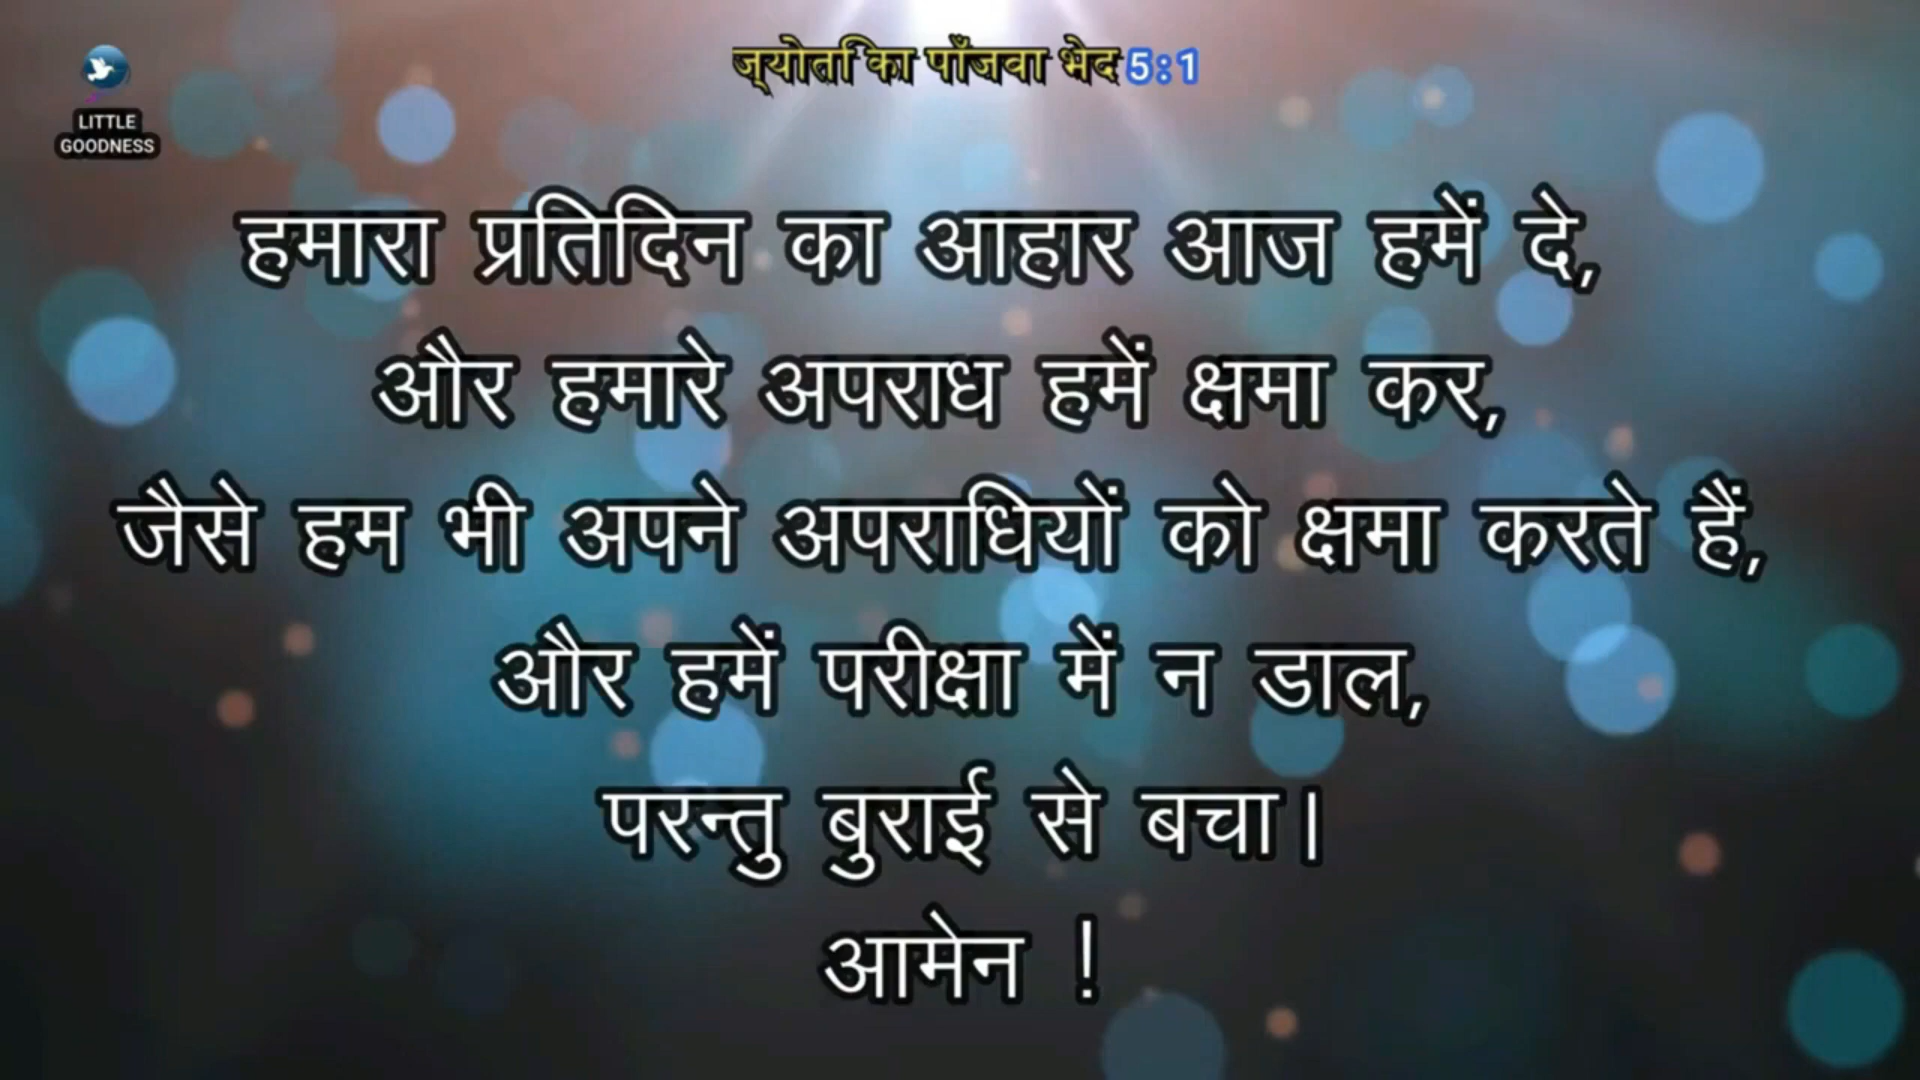 LITTLE
GOODNESS
ज्योति का पाँजवा भेद 5:1
हमारा प्रतिदिन का आहार आज हमें दे,
और हमारे अपराध हमें क्षमा कर,
जैसे हम भी अपने अपराधियों को क्षमा करते हैं,
और हमें परीक्षा में न डाल,
परन्तु बुराई से बचा।
आमेन !